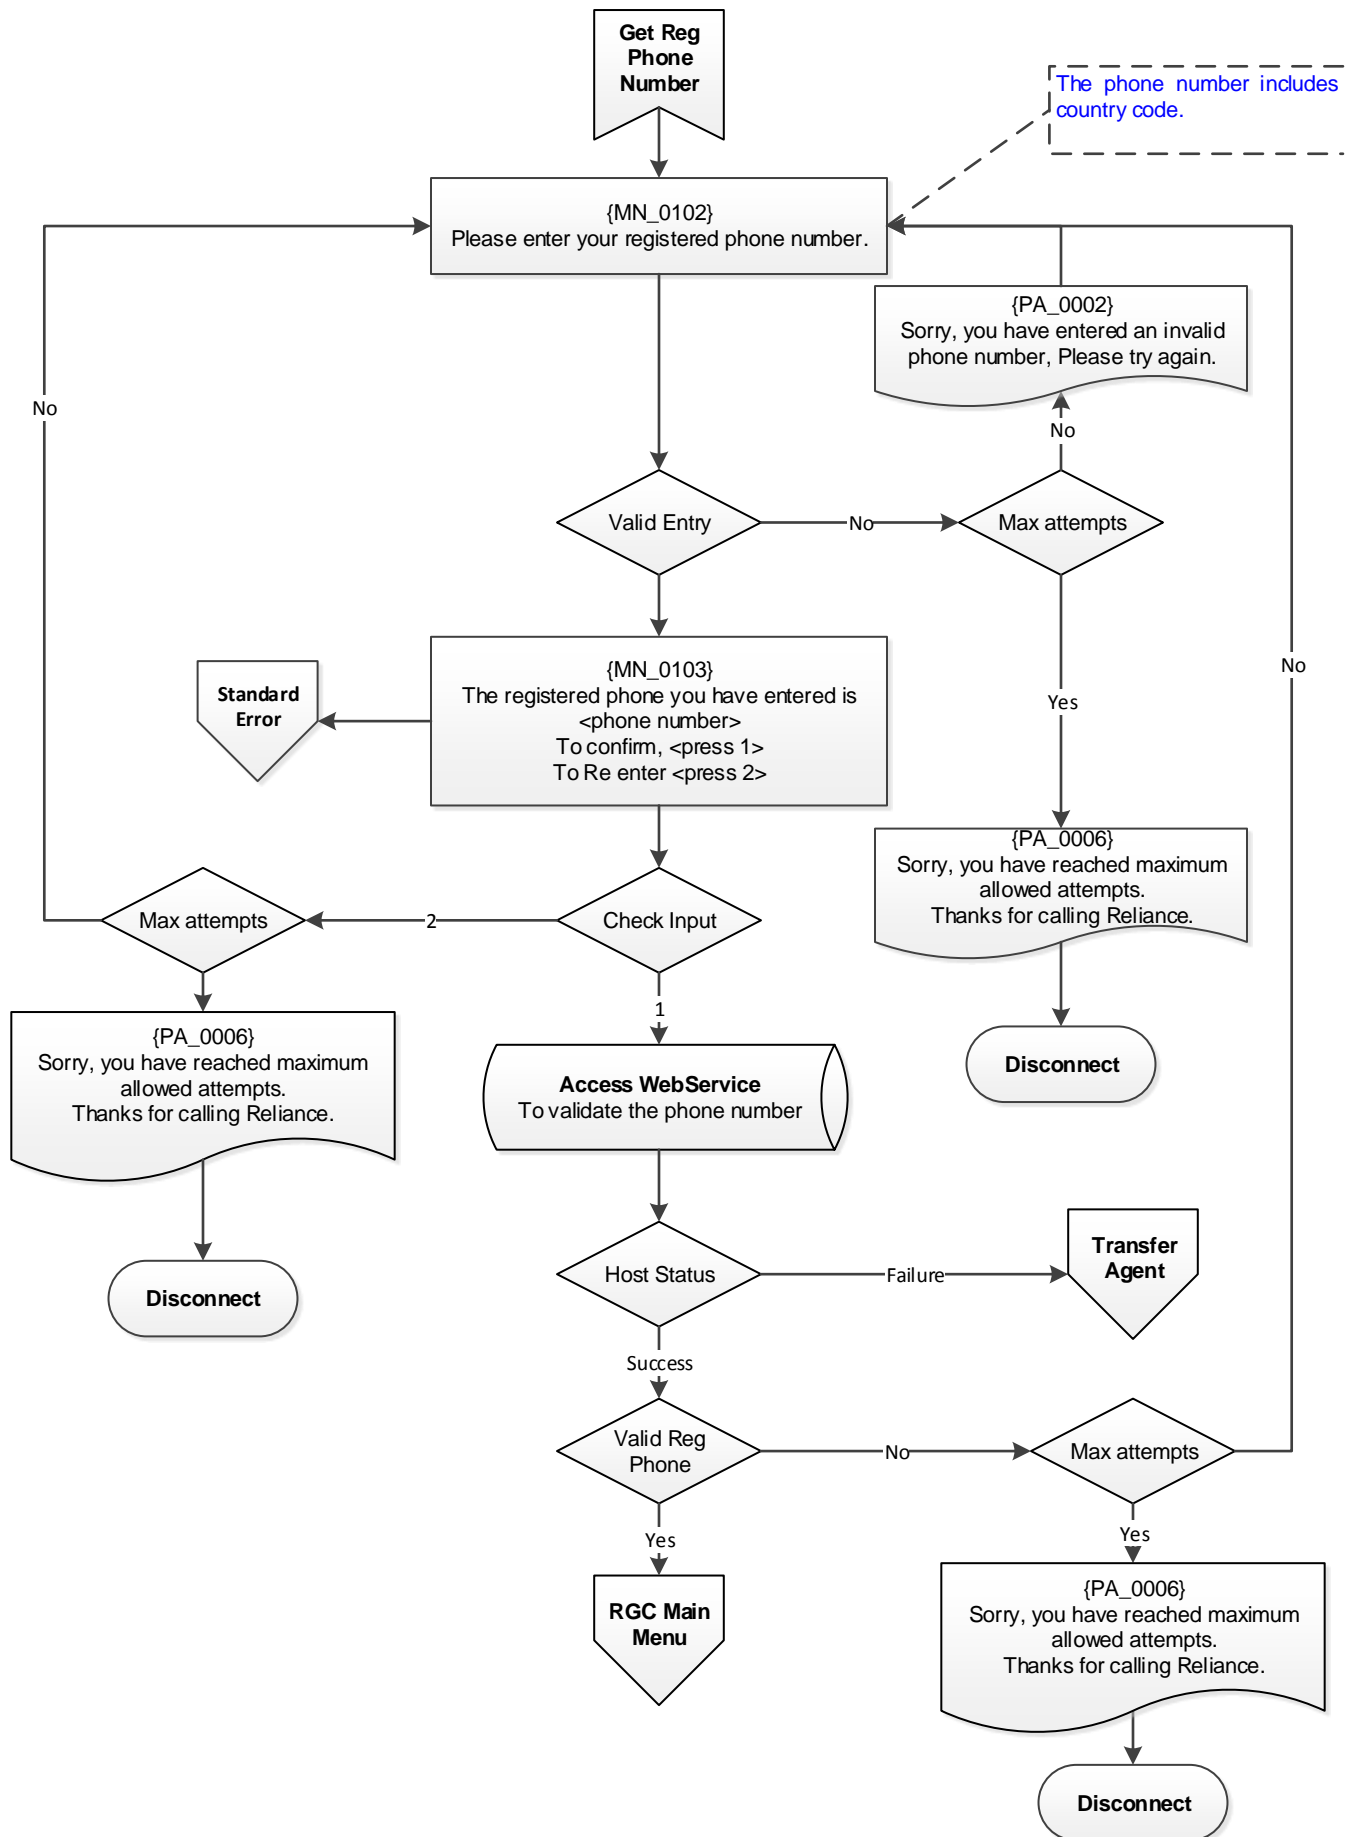 Get Reg
Phone
Number
The phone number includes
country code.
{MN_0102}
Please enter your registered phone number.
{PA_0002}
Sorry, you have entered an invalid
phone number, Please try again.
No
No
Valid Entry
No
Max attempts
{MN_0103}
The registered phone you have entered is
<phone number>
To confirm, <press 1>
To Re enter <press 2>
Standard
Error
No
Yes
{PA_0006}
Sorry, you have reached maximum
allowed attempts.
Thanks for calling Reliance.
Max attempts
2
Check Input
1
{PA_0006}
Sorry, you have reached maximum
allowed attempts.
Thanks for calling Reliance.
Access WebService
To validate the phone number
Disconnect
Transfer
Agent
Host Status
Failure
Disconnect
Success
Valid Reg
Phone
No
Max attempts
Yes
Yes
RGC Main
Menu
{PA_0006}
Sorry, you have reached maximum
allowed attempts.
Thanks for calling Reliance.
Disconnect